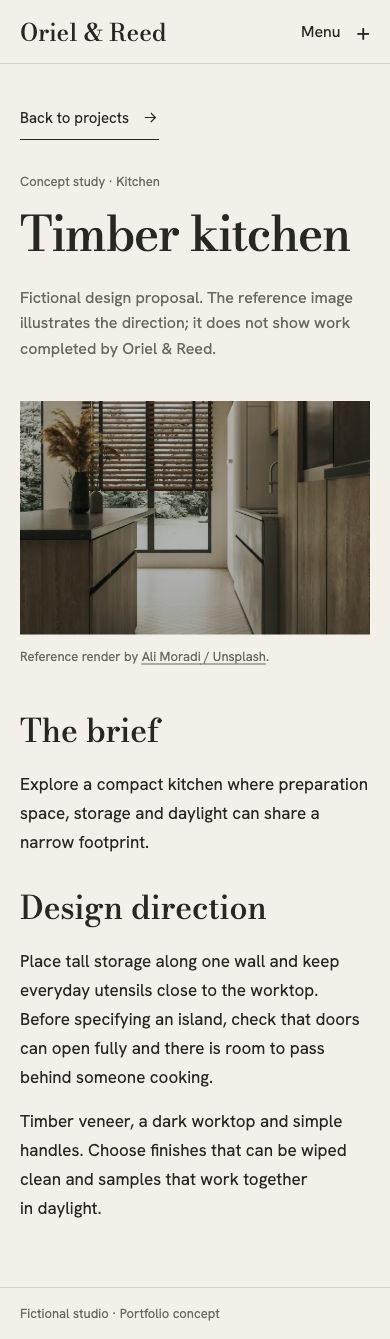 Oriel & Reed
Menu +
Back to projects →
Concept study · Kitchen
Timber kitchen
Fictional design proposal. The reference image
illustrates the direction; it does not show work
completed by Oriel & Reed.
Reference render by Ali Moradi / Unsplash.
The brief
Explore a compact kitchen where preparation
space, storage and daylight can share a
narrow footprint.
Design direction
Place tall storage along one wall and keep
everyday utensils close to the worktop.
Before specifying an island, check that doors
can open fully and there is room to pass
behind someone cooking.
Timber veneer, a dark worktop and simple
handles. Choose finishes that can be wiped
clean and samples that work together
in daylight.
Fictional studio · Portfolio concept